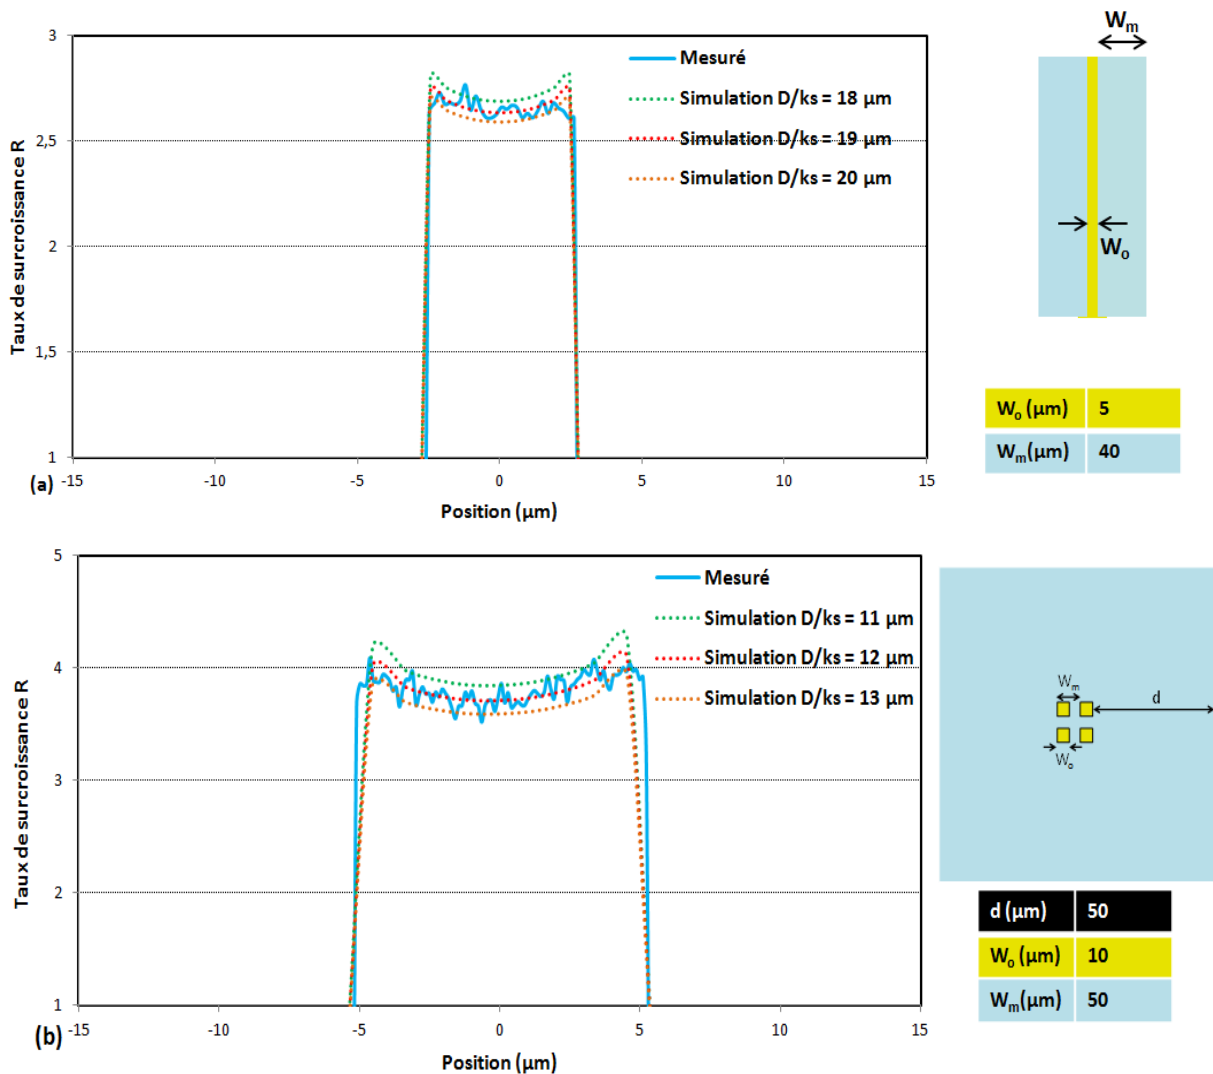 Taux de surcroissance R
3
2,5
2
1,5
1
Mesuré
Simulation D/ks = 18 µm
Simulation D/ks = 19 µm
Simulation D/ks = 20 µm
(a)
-15 -10 -5 0 5 10 15
Position (µm)
Wm
Wo
Wo (µm) 5
Wm(µm) 40
Taux de surcroissance R
5
4
3
2
1
Mesuré
Simulation D/ks = 11 µm
Simulation D/ks = 12 µm
Simulation D/ks = 13 µm
(b)
-15 -10 -5 0 5 10 15
Position (µm)
Wm
d
Wo
d (µm) 50
Wo (µm) 10
Wm(µm) 50